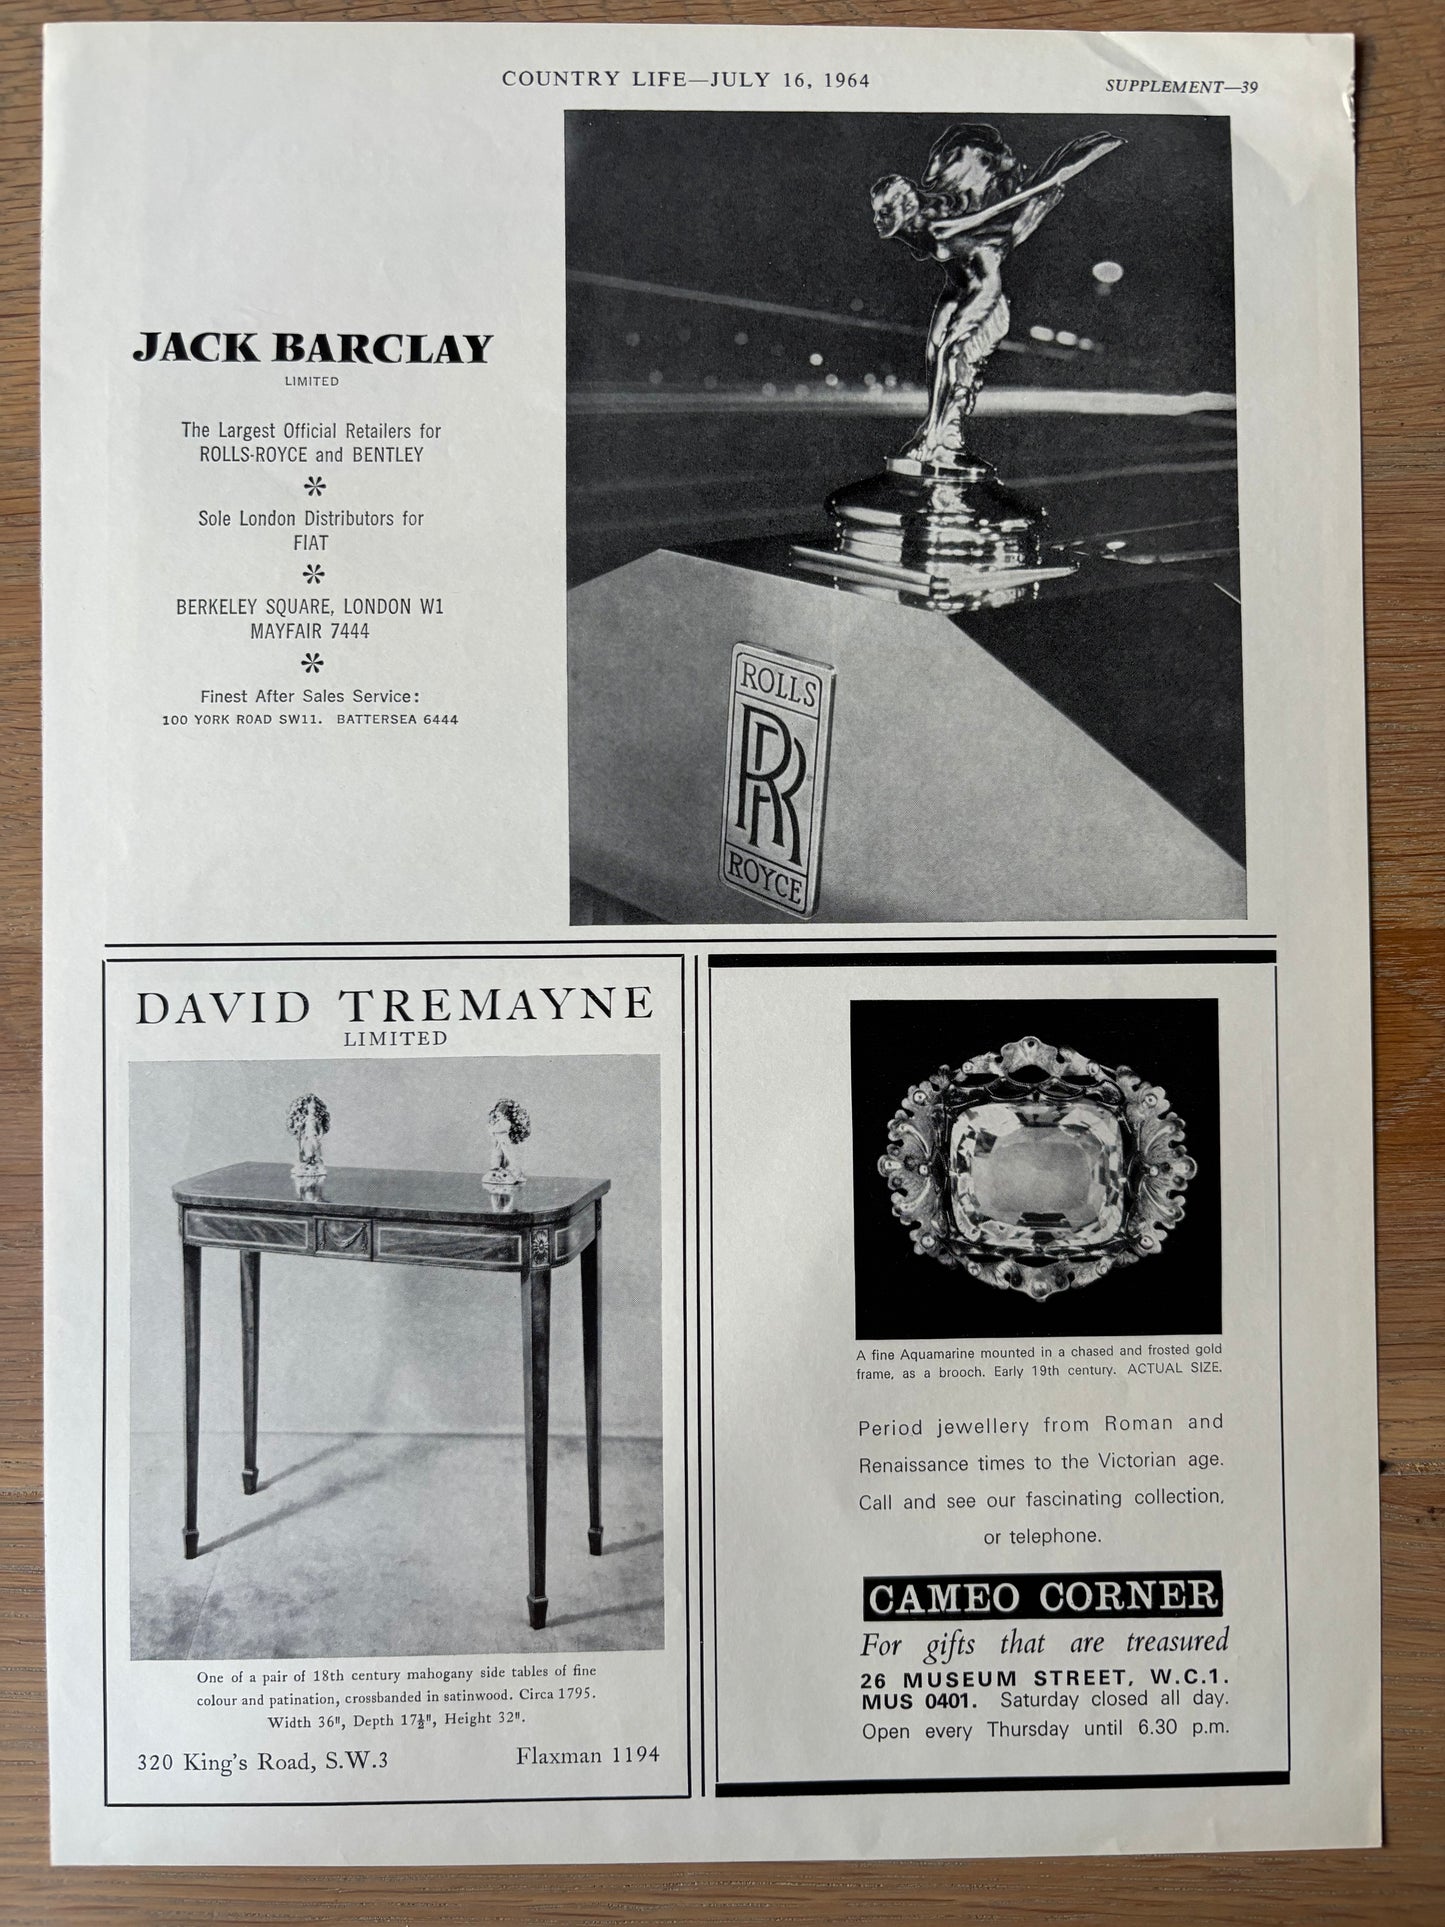 COUNTRY LIFE—JULY 16, 1964
SUPPLEMENT—39
JACK BARCLAY
LIMITED
The Largest Official Retailers for
ROLLS-ROYCE and BENTLEY
Sole London Distributors for
FIAT
BERKELEY SQUARE, LONDON W1
MAYFAIR 7444
Finest After Sales Service:
100 YORK ROAD SW11. BATTERSEA 6444
ROLLS
RR
ROYCE
DAVID TREMAYNE
LIMITED
One of a pair of 18th century mahogany side tables of fine
colour and patination, crossbanded in satinwood. Circa 1795.
Width 36", Depth 17½", Height 32".
320 King's Road, S.W.3
Flaxman 1194
A fine Aquamarine mounted in a chased and frosted gold
frame, as a brooch. Early 19th century. ACTUAL SIZE.
Period jewellery from Roman and
Renaissance times to the Victorian age.
Call and see our fascinating collection,
or telephone.
CAMEO CORNER
For gifts that are treasured
26 MUSEUM STREET, W.C.1.
MUS 0401. Saturday closed all day.
Open every Thursday until 6.30 p.m.